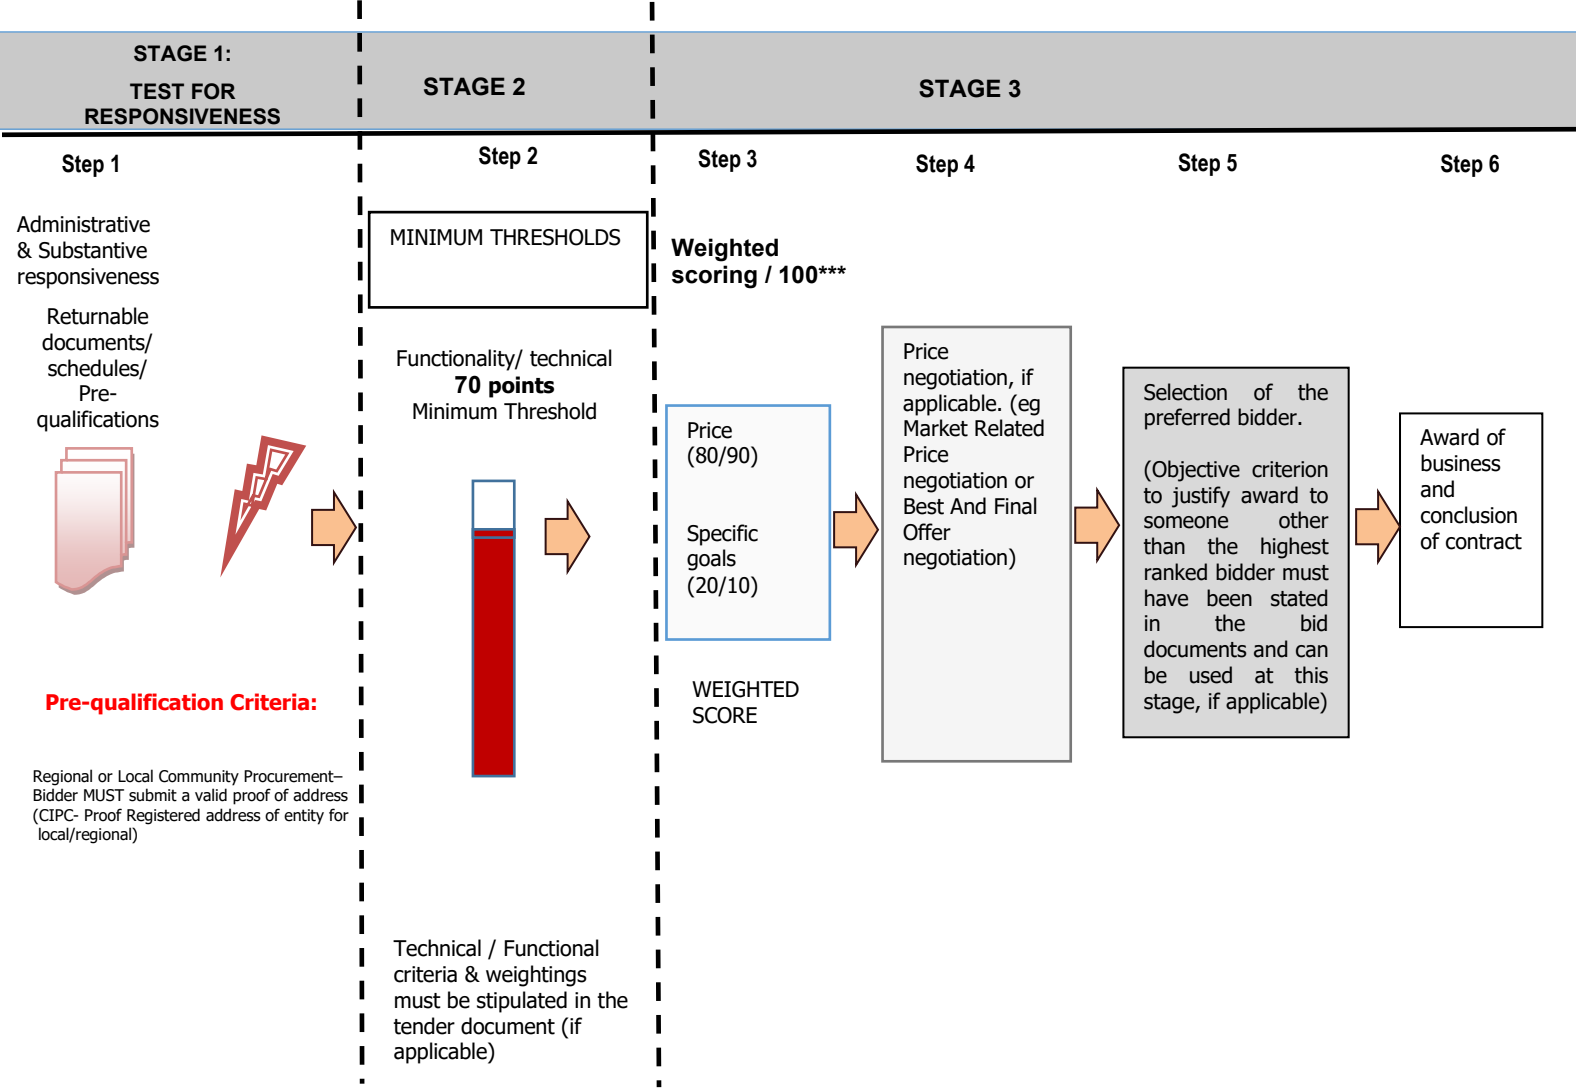 STAGE 1:
TEST FOR
RESPONSIVENESS
STAGE 2
STAGE 3
Step 1
Step 2
Step 3
Step 4
Step 5
Step 6
Administrative
& Substantive
responsiveness
Returnable
documents/
schedules/
Pre-
qualifications
Pre-qualification Criteria:
Regional or Local Community Procurement–
Bidder MUST submit a valid proof of address
(CIPC- Proof Registered address of entity for
local/regional)
MINIMUM THRESHOLDS
Functionality/ technical
70 points
Minimum Threshold
Technical / Functional
criteria & weightings
must be stipulated in the
tender document (if
applicable)
Weighted
scoring / 100***
Price
(80/90)
Specific
goals
(20/10)
WEIGHTED
SCORE
Price
negotiation, if
applicable. (eg
Market Related
Price
negotiation or
Best And Final
Offer
negotiation)
Selection of the
preferred bidder.
(Objective criterion
to justify award to
someone other
than the highest
ranked bidder must
have been stated
in the bid
documents and can
be used at this
stage, if applicable)
Award of
business
and
conclusion
of contract